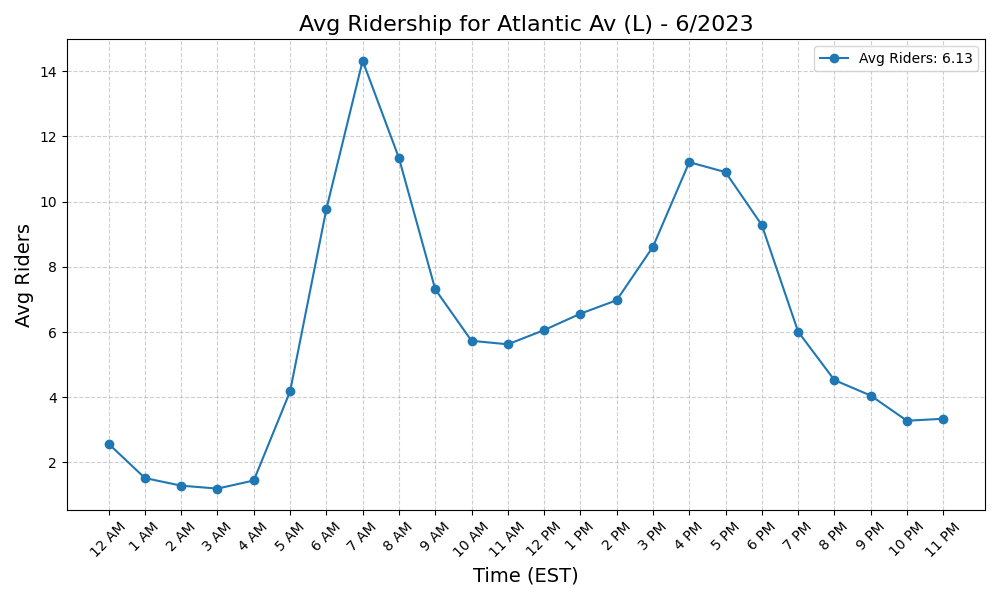 Avg Ridership for Atlantic Av (L) - 6/2023
Avg Riders: 6.13
Avg Riders
14
12
10
8
6
4
2
12 AM
1 AM
2 AM
3 AM
4 AM
5 AM
6 AM
7 AM
8 AM
9 AM
10 AM
11 AM
12 PM
1 PM
2 PM
3 PM
4 PM
5 PM
6 PM
7 PM
8 PM
9 PM
10 PM
11 PM
Time (EST)